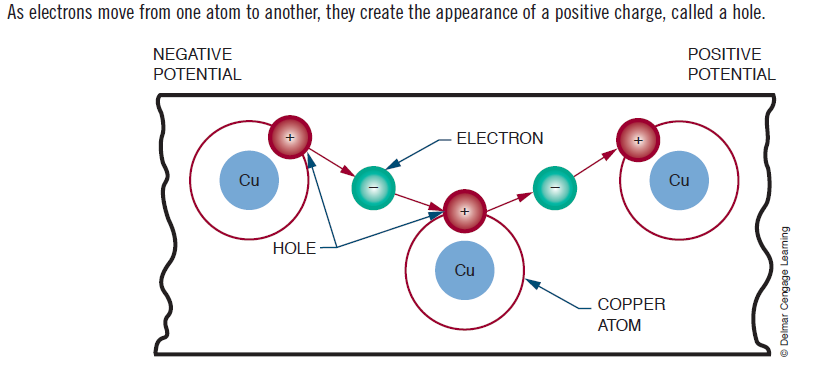 As electrons move from one atom to another, they create the appearance of a positive charge, called a hole.
NEGATIVE
POTENTIAL
POSITIVE
POTENTIAL
+
ELECTRON
+
Cu
–
–
Cu
+
HOLE
Cu
COPPER
ATOM
© Delmar Cengage Learning